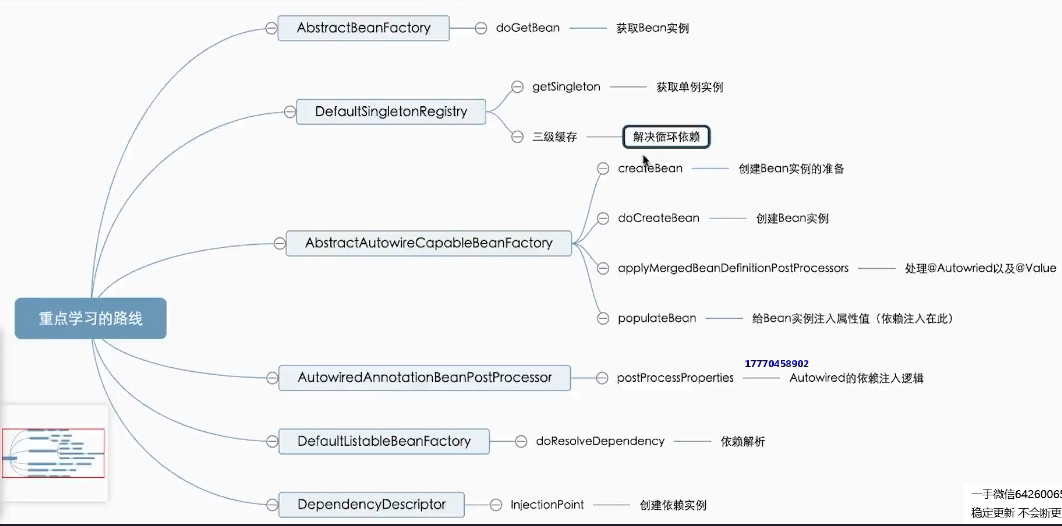 AbstractBeanFactory
doGetBean
获取Bean实例
DefaultSingletonRegistry
getSingleton
获取单例实例
三级缓存
解决循环依赖
AbstractAutowireCapableBeanFactory
createBean
创建Bean实例的准备
doCreateBean
创建Bean实例
applyMergedBeanDefinitionPostProcessors
处理@Autowried以及@Value
populateBean
给Bean实例注入属性值（依赖注入在此）
重点学习的路线
AutowiredAnnotationBeanPostProcessor
postProcessProperties
17770458902
Autowired的依赖注入逻辑
DefaultListableBeanFactory
doResolveDependency
依赖解析
DependencyDescriptor
InjectionPoint
创建依赖实例
一手微信6426006
稳定更新 不会断更